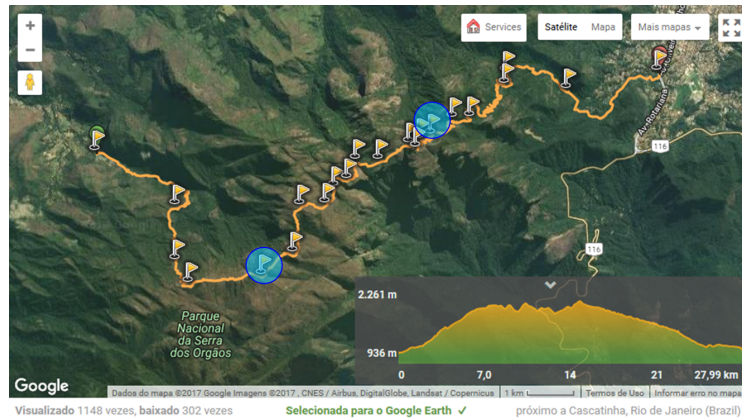 +
−
Services
Satélite Mapa
Mais mapas
Av. Rotariana
116
116
Parque
Nacional
da Serra
dos Orgãos
2.261 m
936 m
0 7,0 14 21 27,99 km
Google
Dados do mapa ©2017 Google Imagens ©2017 , CNES / Airbus, DigitalGlobe, Landsat / Copernicus 1 km Termos de Uso Informar erro no mapa
Visualizado 1148 vezes, baixado 302 vezes Selecionada para o Google Earth ✓ próximo a Cascatinha, Rio de Janeiro (Brazil)